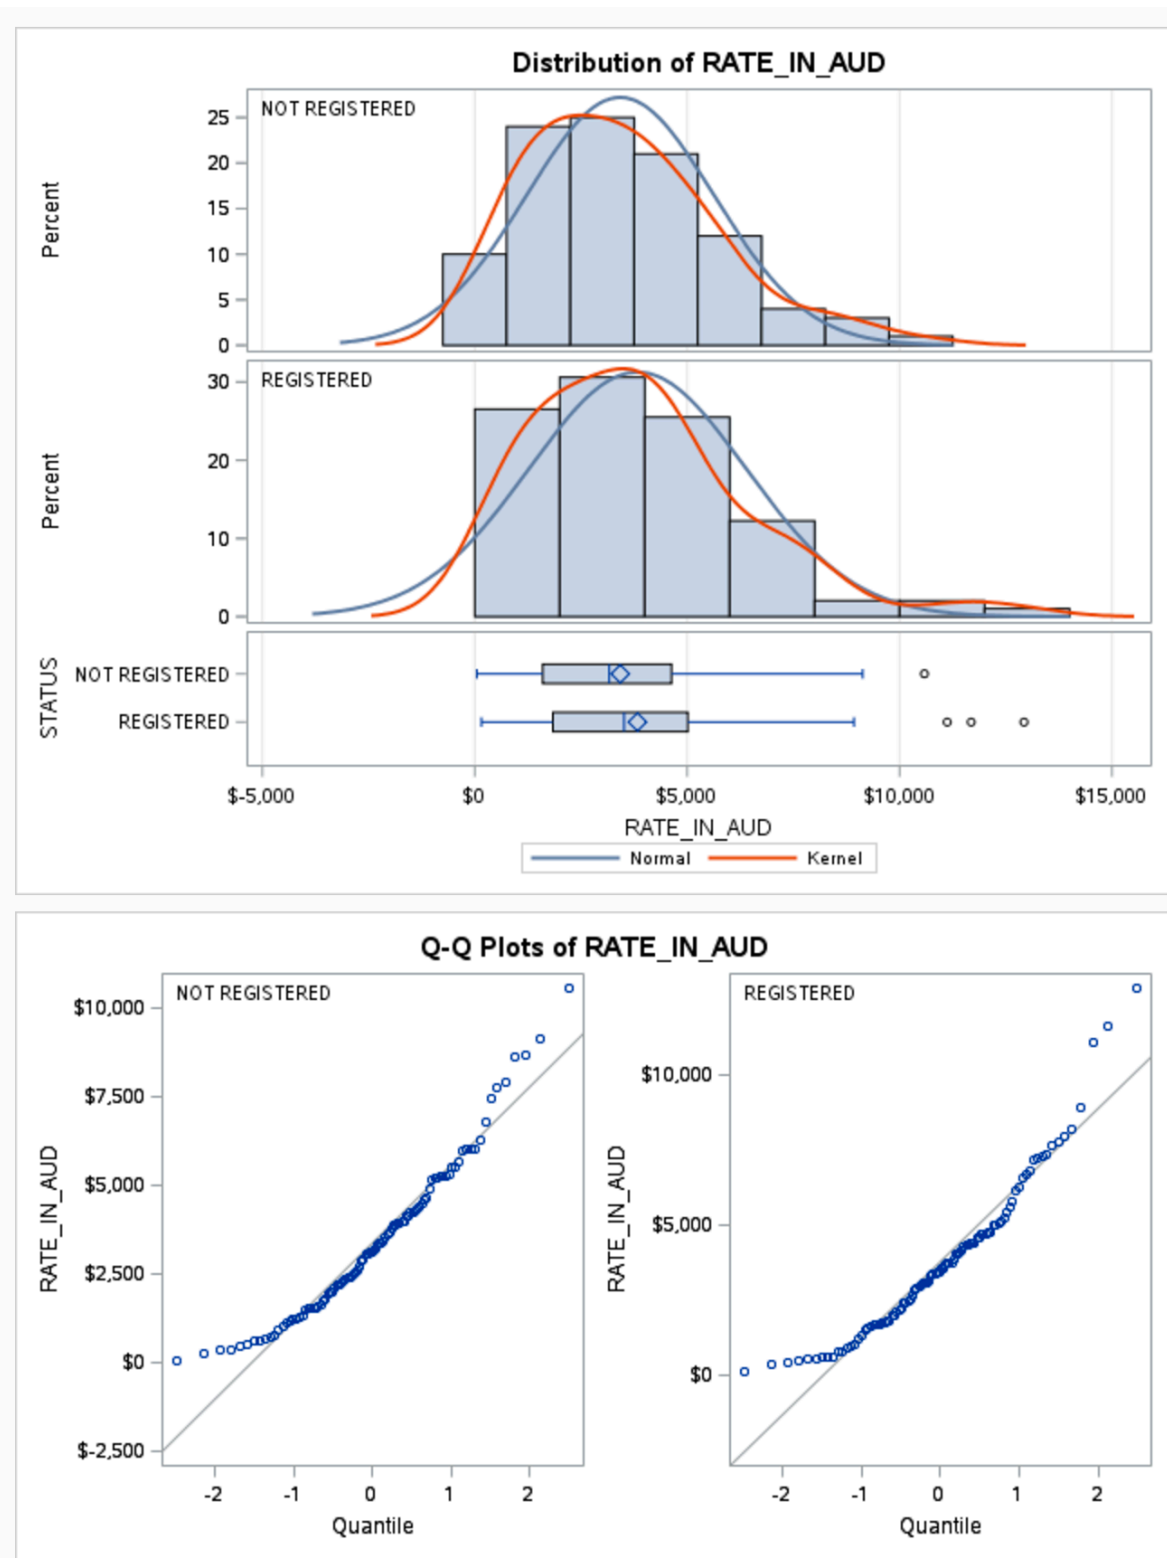 Distribution of RATE_IN_AUD
NOT REGISTERED
Percent
25
20
15
10
5
0
REGISTERED
Percent
30
20
10
0
STATUS
NOT REGISTERED
REGISTERED
$-5,000 $0 $5,000 $10,000 $15,000
RATE_IN_AUD
Normal Kernel
Q-Q Plots of RATE_IN_AUD
NOT REGISTERED
RATE_IN_AUD
$10,000
$7,500
$5,000
$2,500
$0
$-2,500
-2 -1 0 1 2
Quantile
REGISTERED
RATE_IN_AUD
$10,000
$5,000
$0
-2 -1 0 1 2
Quantile